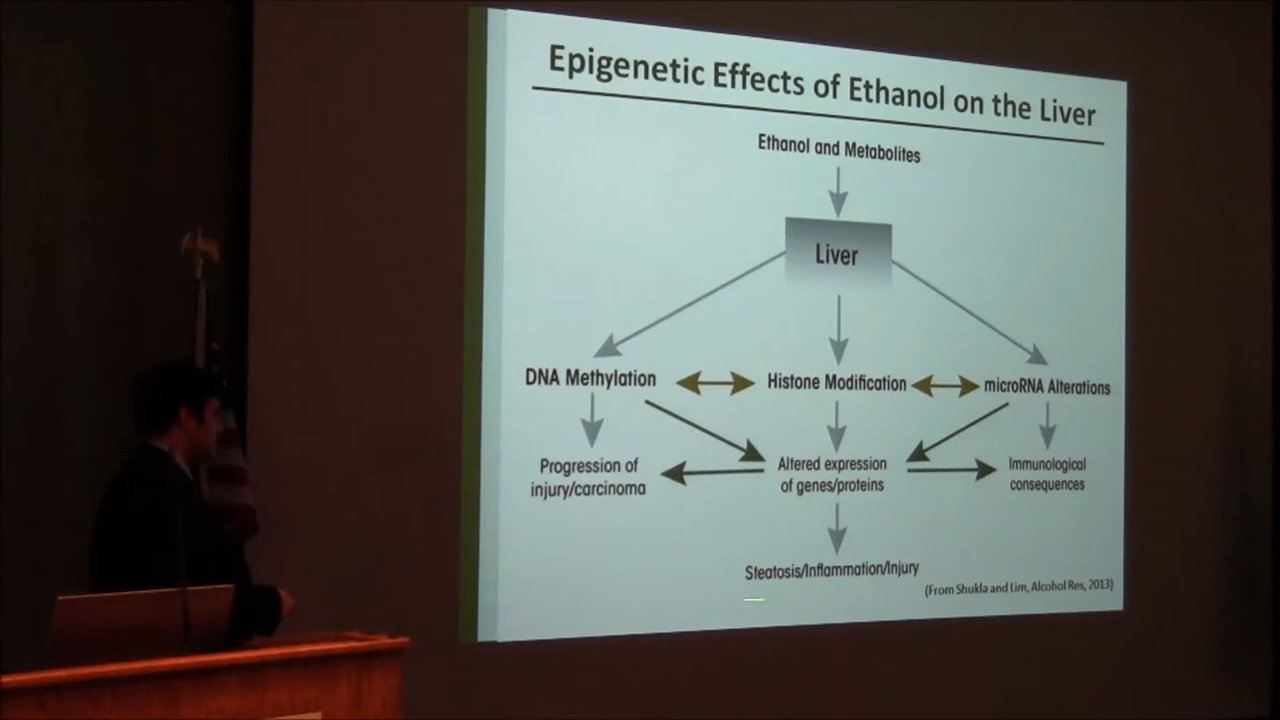 Epigenetic Effects of Ethanol on the Liver
Ethanol and Metabolites
Liver
DNA Methylation
Histone Modification
microRNA Alterations
Progression of
injury/carcinoma
Altered expression
of genes/proteins
Immunological
consequences
Steatosis/Inflammation/Injury
(From Shukla and Lim, Alcohol Res, 2013)